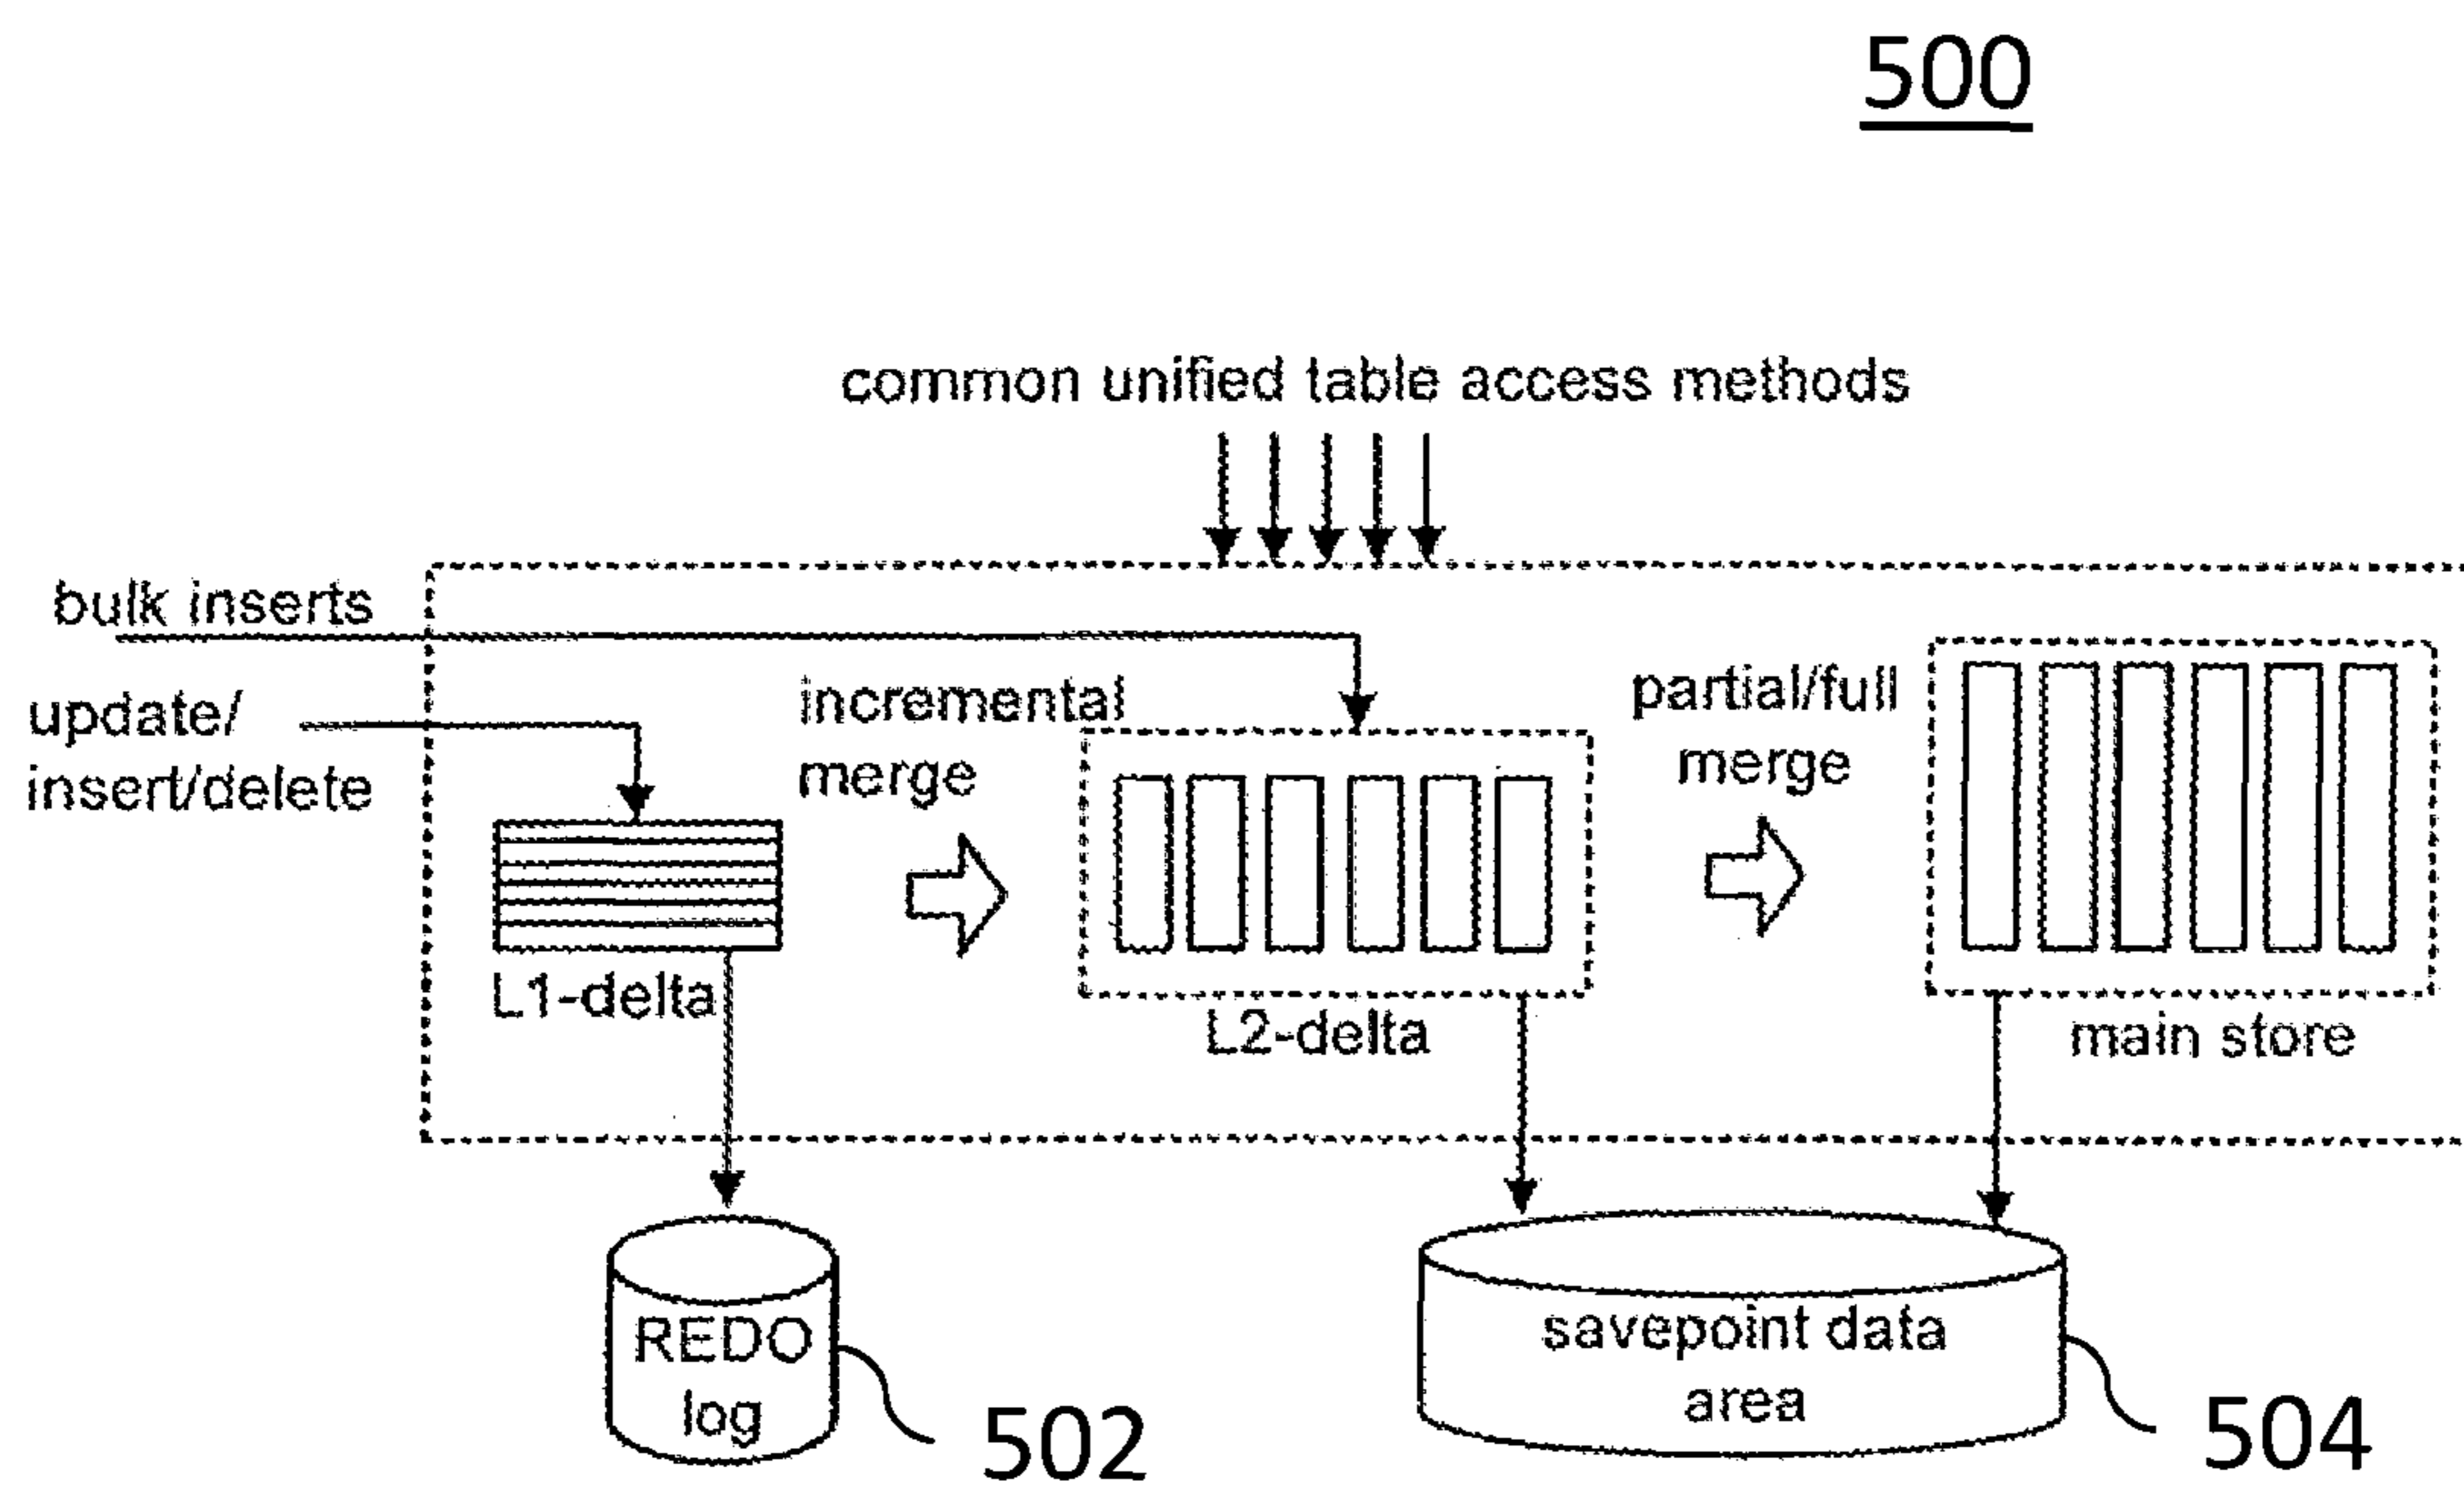 500
common unified table access methods
bulk inserts
update/
insert/delete
incremental
merge
partial/full
merge
L1-delta
L2-delta
main store
REDO
log
502
savepoint data
area
504